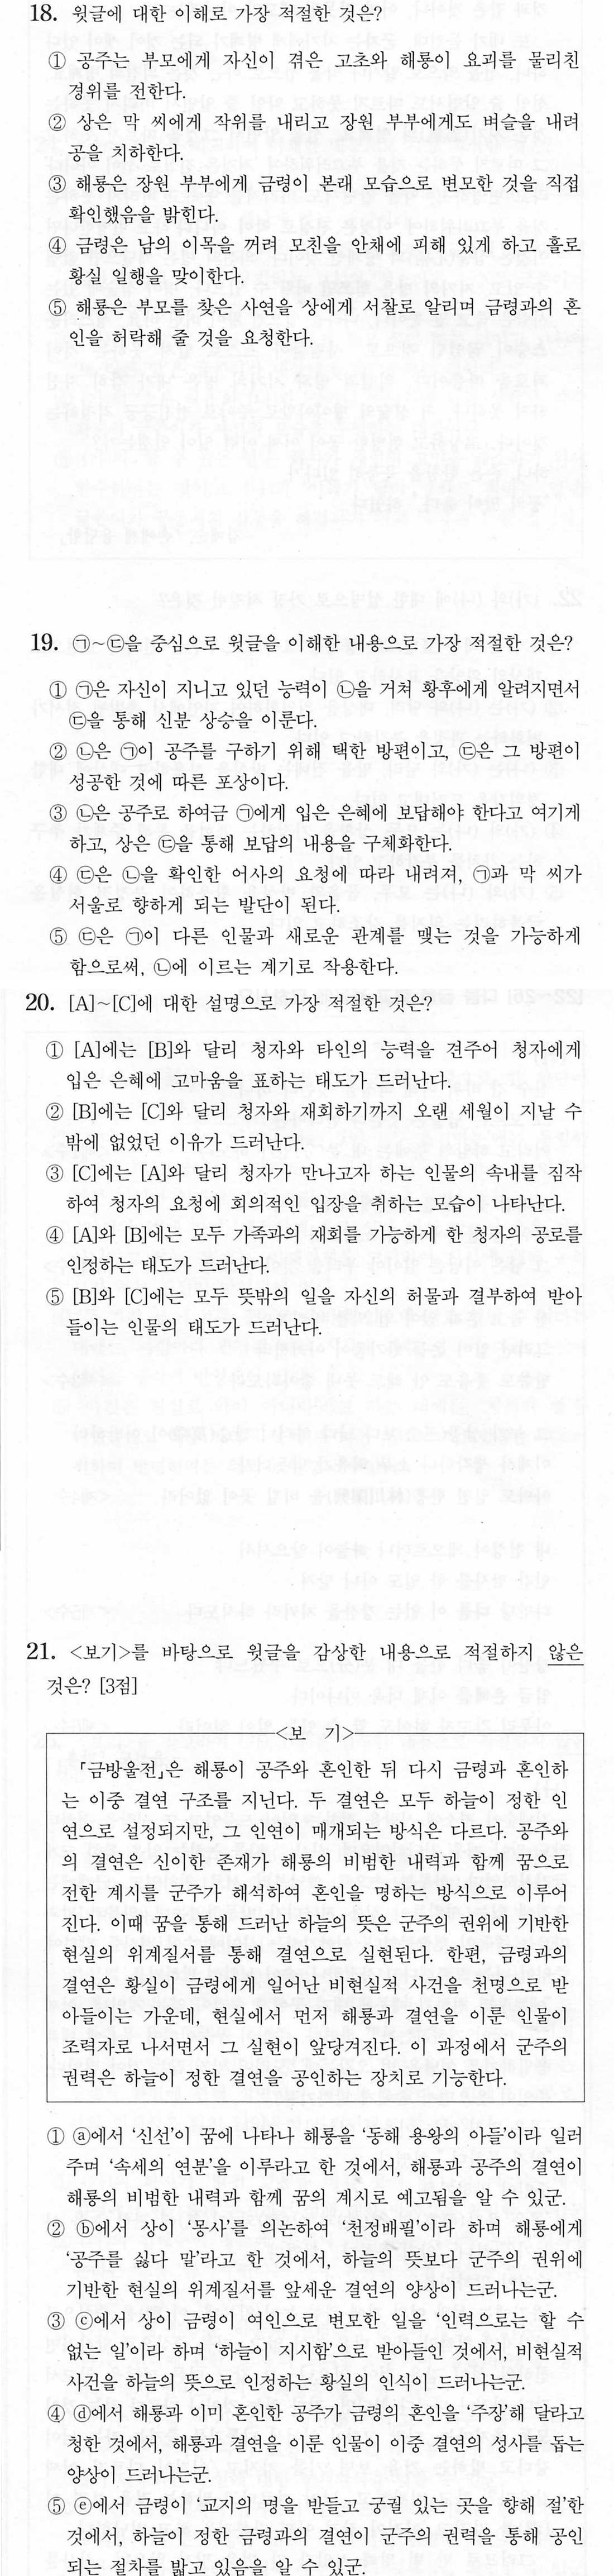 18. 윗글에 대한 이해로 가장 적절한 것은?
① 공주는 부모에게 자신이 겪은 고초와 해룡이 요괴를 물리친
경위를 전한다.
② 상은 막 씨에게 작위를 내리고 장원 부부에게도 벼슬을 내려
공을 치하한다.
③ 해룡은 장원 부부에게 금령이 본래 모습으로 변모한 것을 직접
확인했음을 밝힌다.
④ 금령은 남의 이목을 꺼려 모친을 안채에 피해 있게 하고 홀로
황실 일행을 맞이한다.
⑤ 해룡은 부모를 찾은 사연을 상에게 서찰로 알리며 금령과의 혼
인을 허락해 줄 것을 요청한다.
19. ㉠~㉢을 중심으로 윗글을 이해한 내용으로 가장 적절한 것은?
① ㉠은 자신이 지니고 있던 능력이 ㉡을 거쳐 황후에게 알려지면서
㉢을 통해 신분 상승을 이룬다.
② ㉡은 ㉠이 공주를 구하기 위해 택한 방편이고, ㉢은 그 방편이
성공한 것에 따른 포상이다.
③ ㉡은 공주로 하여금 ㉠에게 입은 은혜에 보답해야 한다고 여기게
하고, 상은 ㉢을 통해 보답의 내용을 구체화한다.
④ ㉢은 ㉡을 확인한 어사의 요청에 따라 내려져, ㉠과 막 씨가
서울로 향하게 되는 발단이 된다.
⑤ ㉢은 ㉠이 다른 인물과 새로운 관계를 맺는 것을 가능하게
함으로써, ㉡에 이르는 계기로 작용한다.
20. [A]~[C]에 대한 설명으로 가장 적절한 것은?
① [A]에는 [B]와 달리 청자와 타인의 능력을 견주어 청자에게
입은 은혜에 고마움을 표하는 태도가 드러난다.
② [B]에는 [C]와 달리 청자와 재회하기까지 오랜 세월이 지날 수
밖에 없었던 이유가 드러난다.
③ [C]에는 [A]와 달리 청자가 만나고자 하는 인물의 속내를 짐작
하여 청자의 요청에 회의적인 입장을 취하는 모습이 나타난다.
④ [A]와 [B]에는 모두 가족과의 재회를 가능하게 한 청자의 공로를
인정하는 태도가 드러난다.
⑤ [B]와 [C]에는 모두 뜻밖의 일을 자신의 허물과 결부하여 받아
들이는 인물의 태도가 드러난다.
21. <보기>를 바탕으로 윗글을 감상한 내용으로 적절하지 않은
것은? [3점]
<보 기>
「금방울전」은 해룡이 공주와 혼인한 뒤 다시 금령과 혼인하
는 이중 결연 구조를 지닌다. 두 결연은 모두 하늘이 정한 인
연으로 설정되지만, 그 인연이 매개되는 방식은 다르다. 공주와
의 결연은 신이한 존재가 해룡의 비범한 내력과 함께 꿈으로
전한 계시를 군주가 해석하여 혼인을 명하는 방식으로 이루어
진다. 이때 꿈을 통해 드러난 하늘의 뜻은 군주의 권위에 기반한
현실의 위계질서를 통해 결연으로 실현된다. 한편, 금령과의
결연은 황실이 금령에게 일어난 비현실적 사건을 천명으로 받
아들이는 가운데, 현실에서 먼저 해룡과 결연을 이룬 인물이
조력자로 나서면서 그 실현이 앞당겨진다. 이 과정에서 군주의
권력은 하늘이 정한 결연을 공인하는 장치로 기능한다.
① ⓐ에서 '신선'이 꿈에 나타나 해룡을 '동해 용왕의 아들'이라 일러
주며 '속세의 연분'을 이루라고 한 것에서, 해룡과 공주의 결연이
해룡의 비범한 내력과 함께 꿈의 계시로 예고됨을 알 수 있군.
② ⓑ에서 상이 '몽사'를 의논하여 '천정배필'이라 하며 해룡에게
'공주를 싫다 말'라고 한 것에서, 하늘의 뜻보다 군주의 권위에
기반한 현실의 위계질서를 앞세운 결연의 양상이 드러나는군.
③ ⓒ에서 상이 금령이 여인으로 변모한 일을 '인력으로는 할 수
없는 일'이라 하며 '하늘이 지시함'으로 받아들인 것에서, 비현실적
사건을 하늘의 뜻으로 인정하는 황실의 인식이 드러나는군.
④ ⓓ에서 해룡과 이미 혼인한 공주가 금령의 혼인을 '주장'해 달라고
청한 것에서, 해룡과 결연을 이룬 인물이 이중 결연의 성사를 돕는
양상이 드러나는군.
⑤ ⓔ에서 금령이 '교지의 명을 받들고 궁궐 있는 곳을 향해 절'한
것에서, 하늘이 정한 금령과의 결연이 군주의 권력을 통해 공인
되는 절차를 밟고 있음을 알 수 있군.